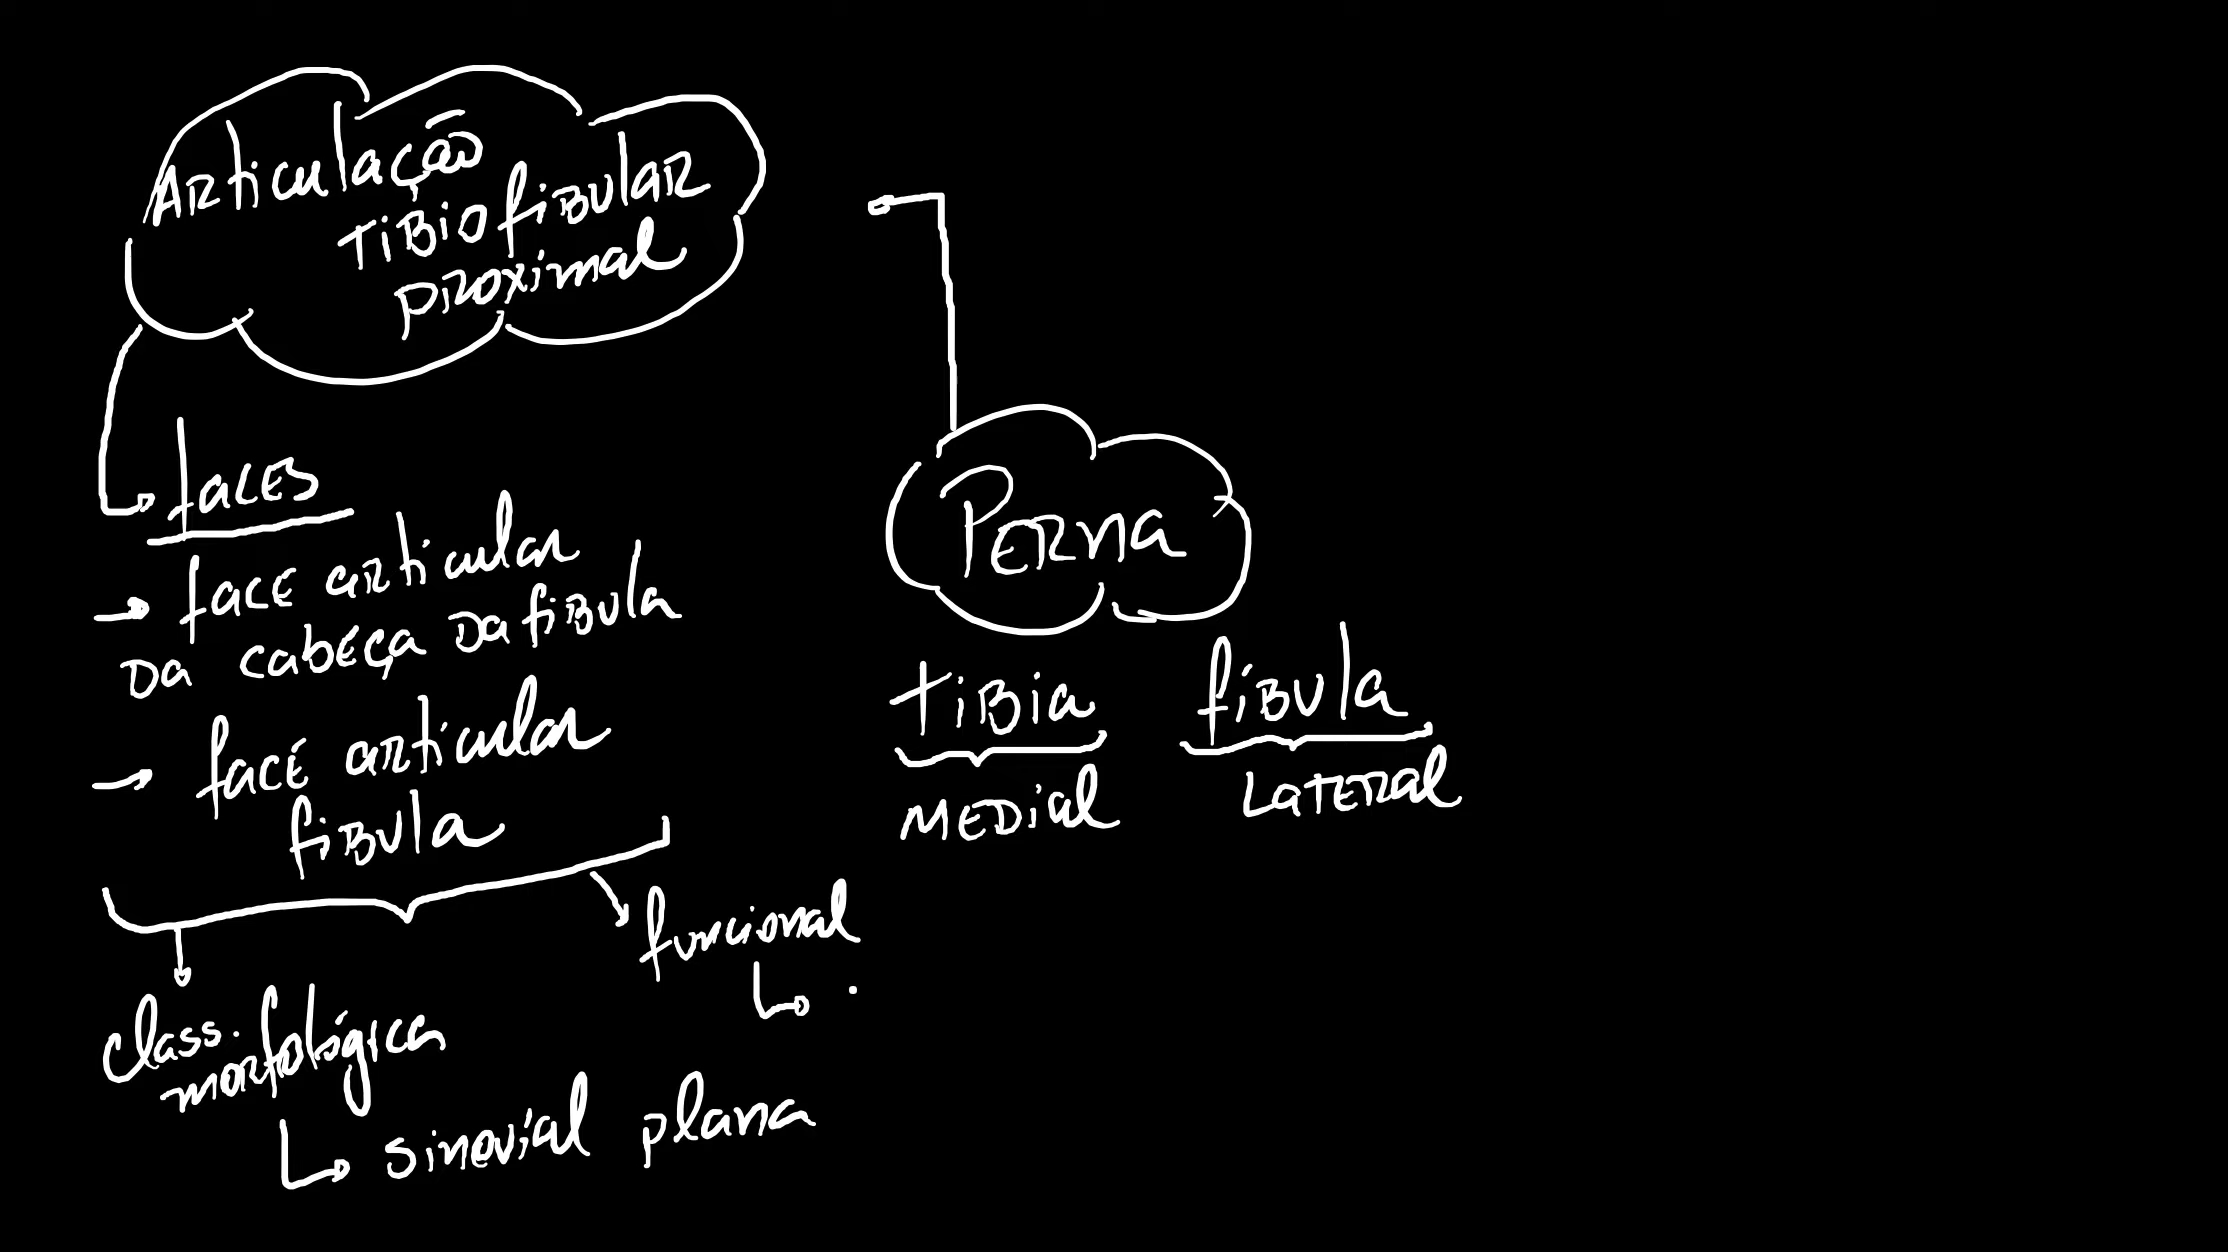 Articulação
Tibiofibular
proximal
faces
→ face articular
da cabeça da fíbula
→ face articular
fíbula
class.
morfológica
sinovial plana
funcional
Perna
Tíbia
medial
fíbula
Lateral